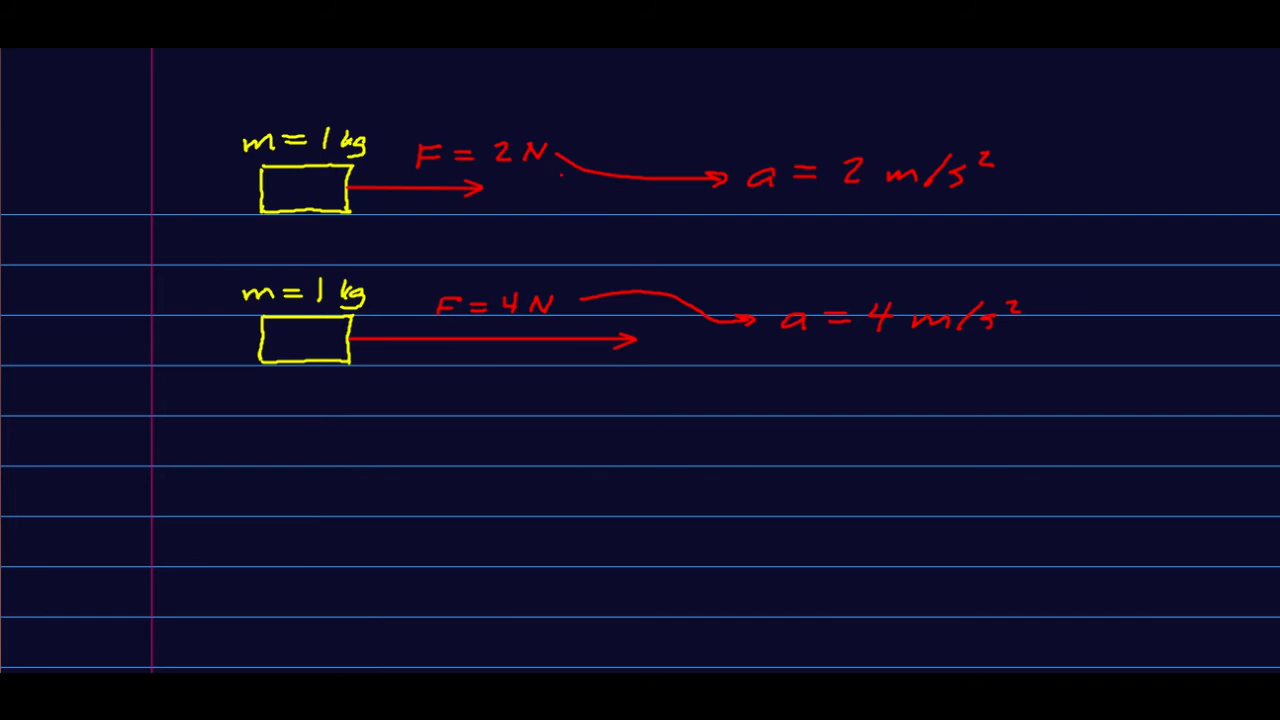 m = 1 kg
F = 2 N
a = 2 m/s²
m = 1 kg
F = 4 N
a = 4 m/s²